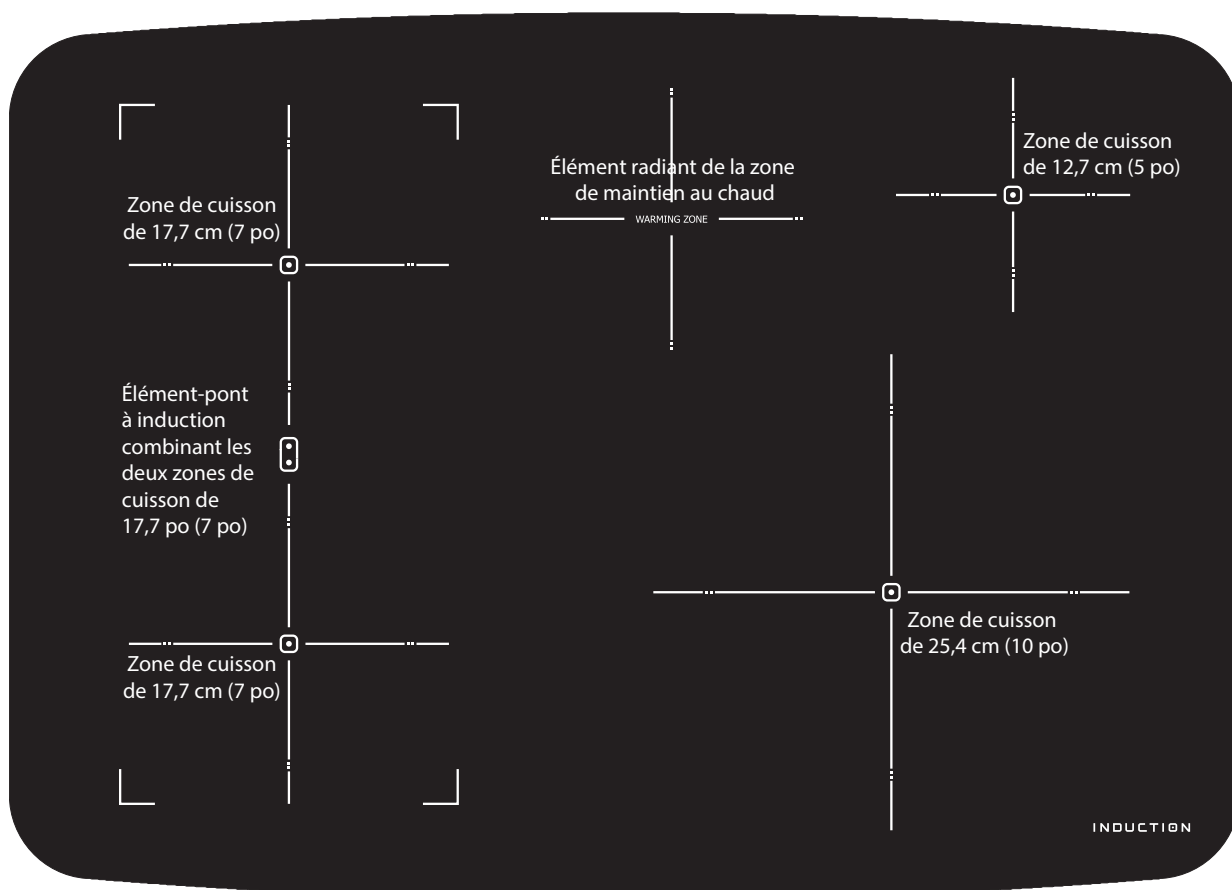 Zone de cuisson
de 17,7 cm (7 po)
Élément-pont
à induction
combinant les
deux zones de
cuisson de
17,7 po (7 po)
Zone de cuisson
de 17,7 cm (7 po)
Élément radiant de la zone
de maintien au chaud
WARMING ZONE
Zone de cuisson
de 12,7 cm (5 po)
Zone de cuisson
de 25,4 cm (10 po)
INDUCTION